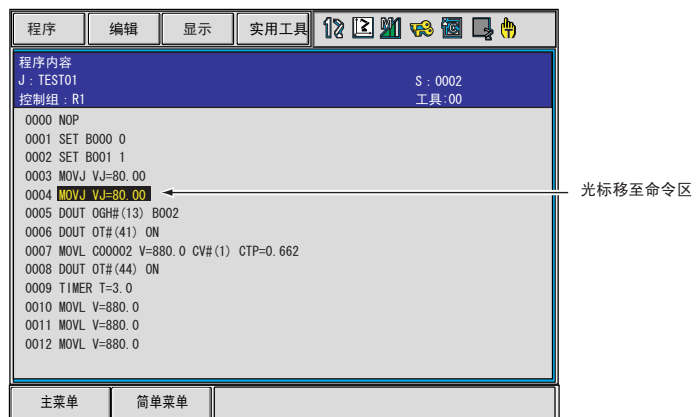 程序 编辑 显示 实用工具
程序内容
J：TEST01 S：0002
控制组：R1 工具:00
0000 NOP
0001 SET B000 0
0002 SET B001 1
0003 MOVJ VJ=80.00
0004 MOVJ VJ=80.00
光标移至命令区
0005 DOUT OGH#(13) B002
0006 DOUT OT#(41) ON
0007 MOVL C00002 V=880.0 CV#(1) CTP=0.662
0008 DOUT OT#(44) ON
0009 TIMER T=3.0
0010 MOVL V=880.0
0011 MOVL V=880.0
0012 MOVL V=880.0
主菜单 简单菜单